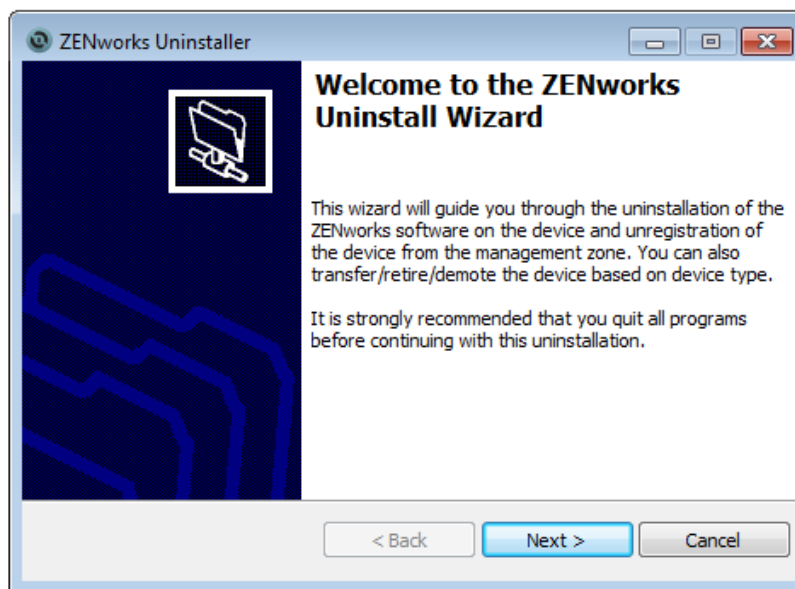 ZENworks Uninstaller
Welcome to the ZENworks
Uninstall Wizard
This wizard will guide you through the uninstallation of the
ZENworks software on the device and unregistration of
the device from the management zone. You can also
transfer/retire/demote the device based on device type.
It is strongly recommended that you quit all programs
before continuing with this uninstallation.
< Back
Next >
Cancel